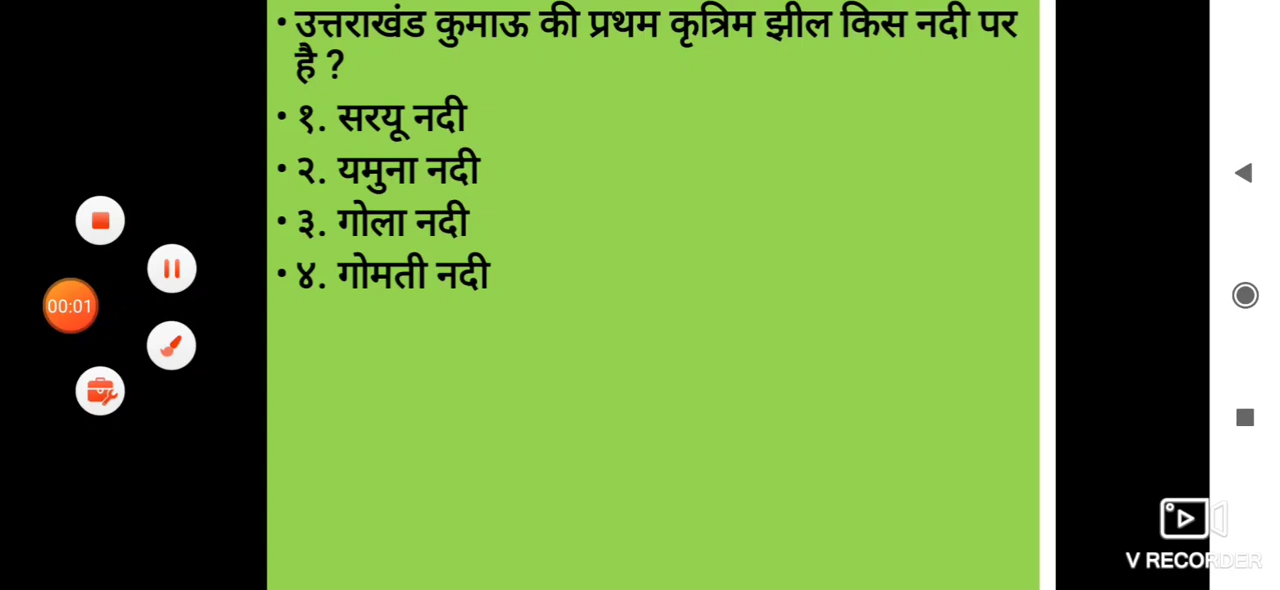 • उत्तराखंड कुमाऊ की प्रथम कृत्रिम झील किस नदी पर
है ?
• १. सरयू नदी
• २. यमुना नदी
• ३. गोला नदी
• ४. गोमती नदी
00:01
V RECORDER